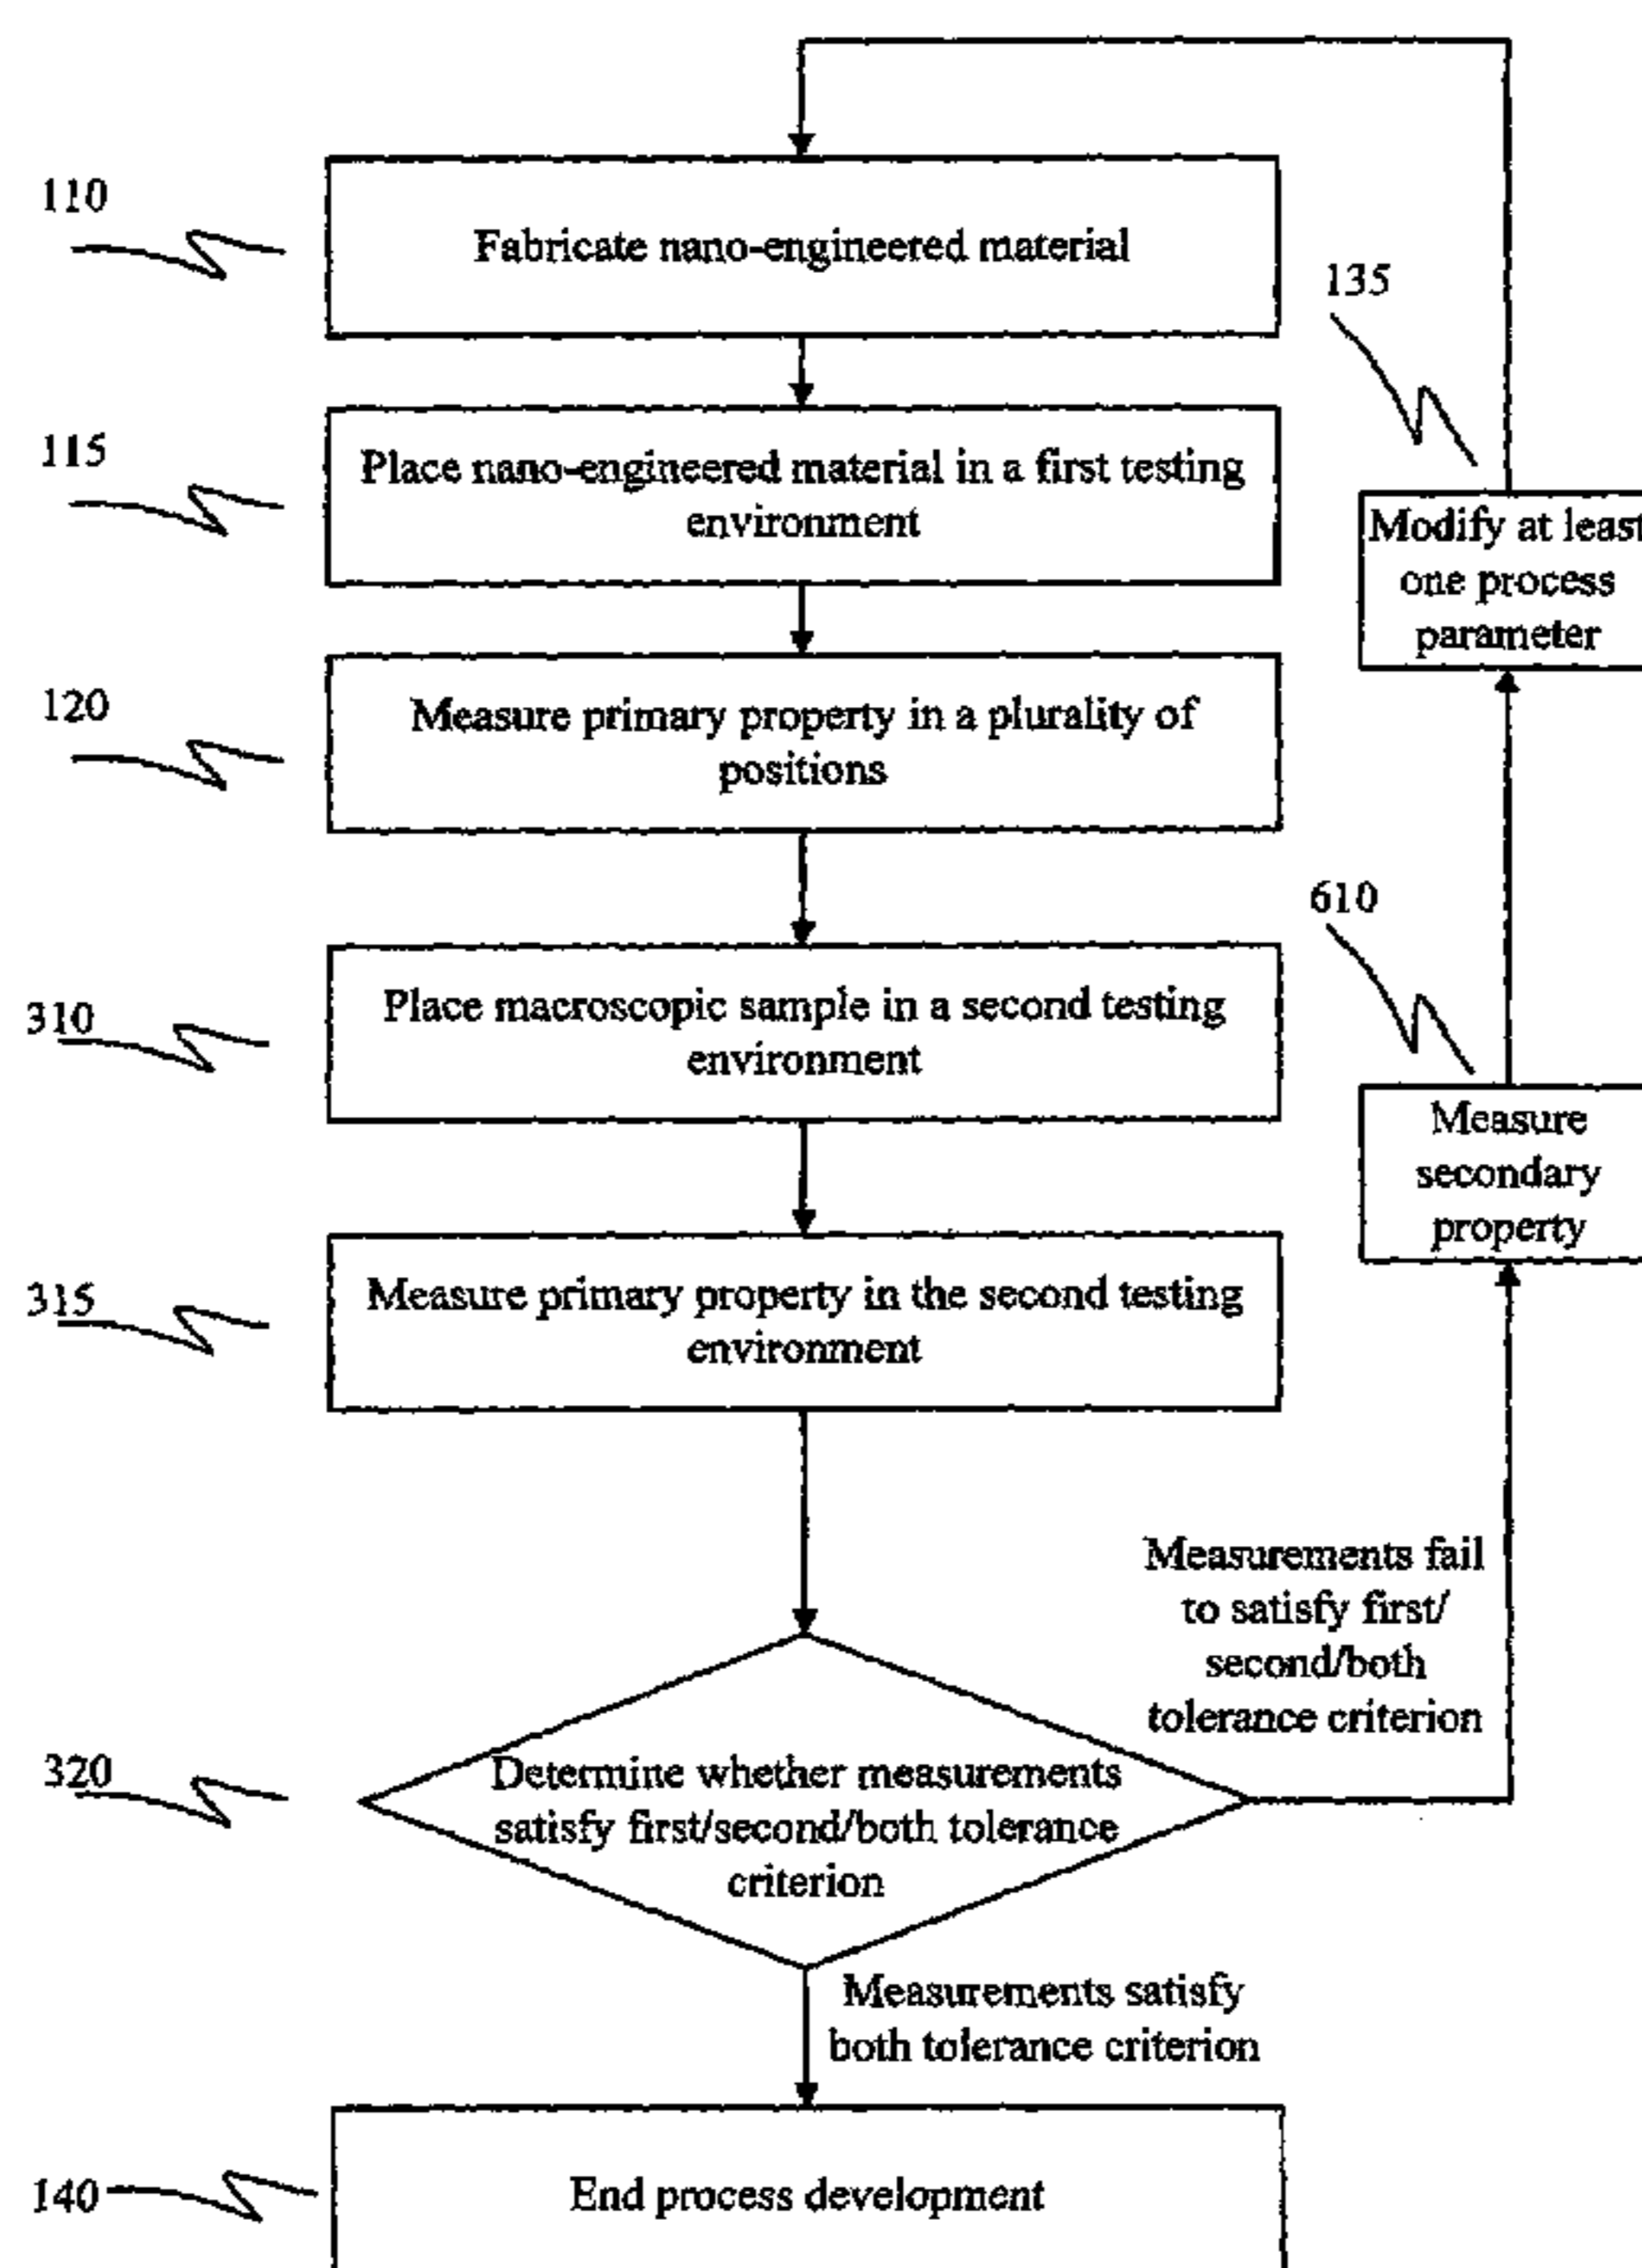 110
Fabricate nano-engineered material
135
115
Place nano-engineered material in a first testing
environment
Modify at least
one process
parameter
120
Measure primary property in a plurality of
positions
610
310
Place macroscopic sample in a second testing
environment
Measure
secondary
property
315
Measure primary property in the second testing
environment
Measurements fail
to satisfy first/
second/both
tolerance criterion
320
Determine whether measurements
satisfy first/second/both tolerance
criterion
Measurements satisfy
both tolerance criterion
140
End process development